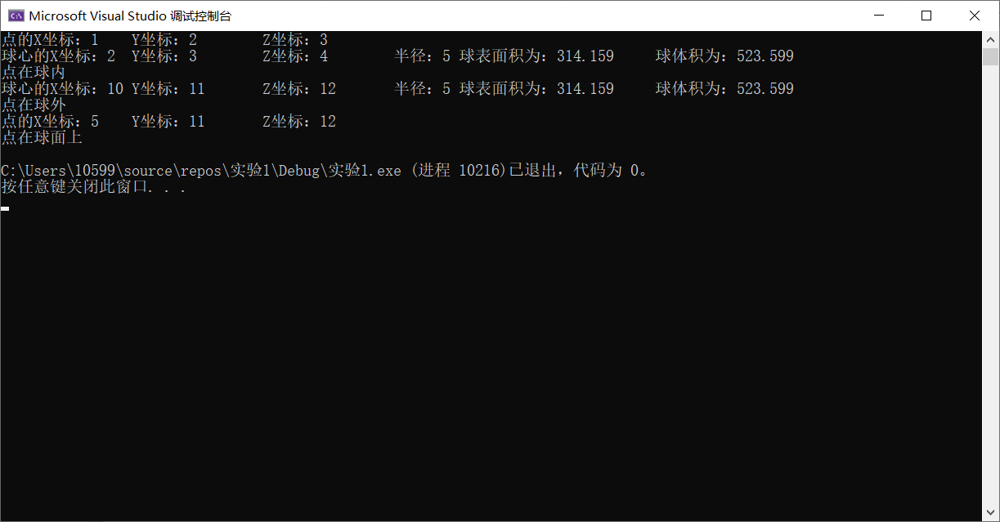 Microsoft Visual Studio 调试控制台
点的X坐标：1 Y坐标：2 Z坐标：3
球心的X坐标：2 Y坐标：3 Z坐标：4 半径：5 球表面积为：314.159 球体积为：523.599
点在球内
球心的X坐标：10 Y坐标：11 Z坐标：12 半径：5 球表面积为：314.159 球体积为：523.599
点在球外
点的X坐标：5 Y坐标：11 Z坐标：12
点在球面上
C:\Users\10599\source\repos\实验1\Debug\实验1.exe (进程 10216)已退出，代码为 0。
按任意键关闭此窗口. . .